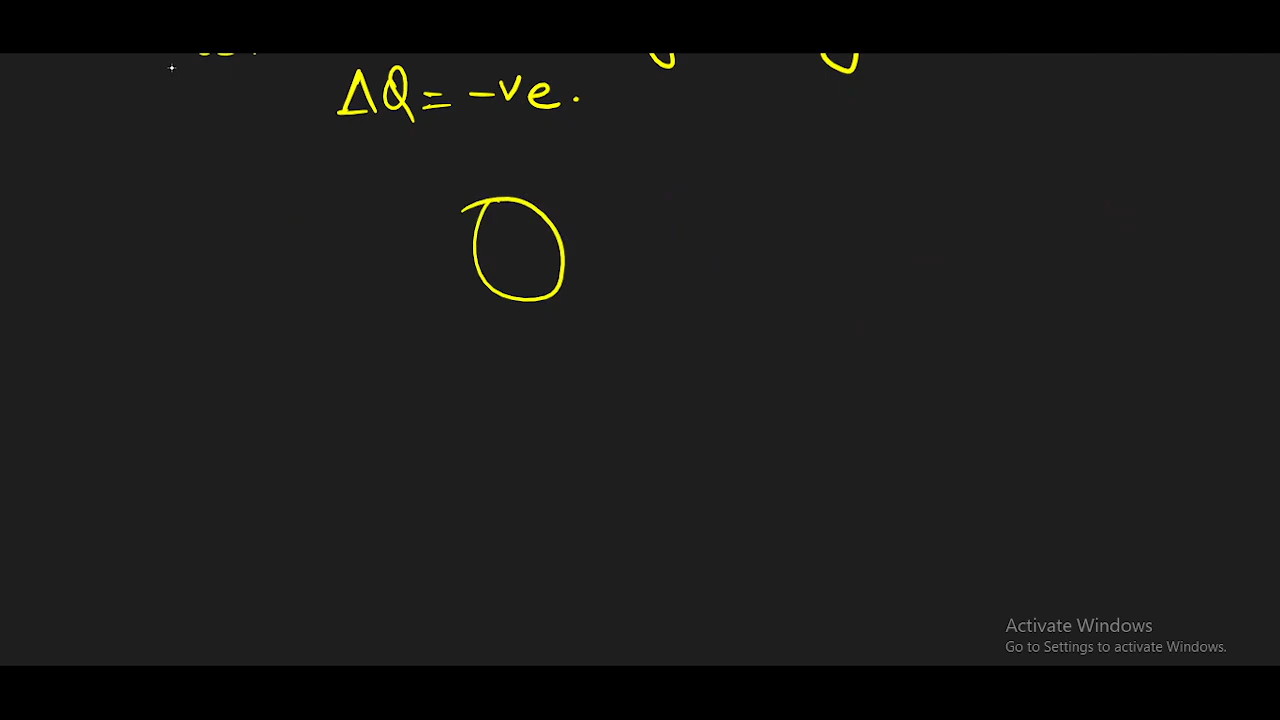 ΔQ = -ve.
Activate Windows
Go to Settings to activate Windows.